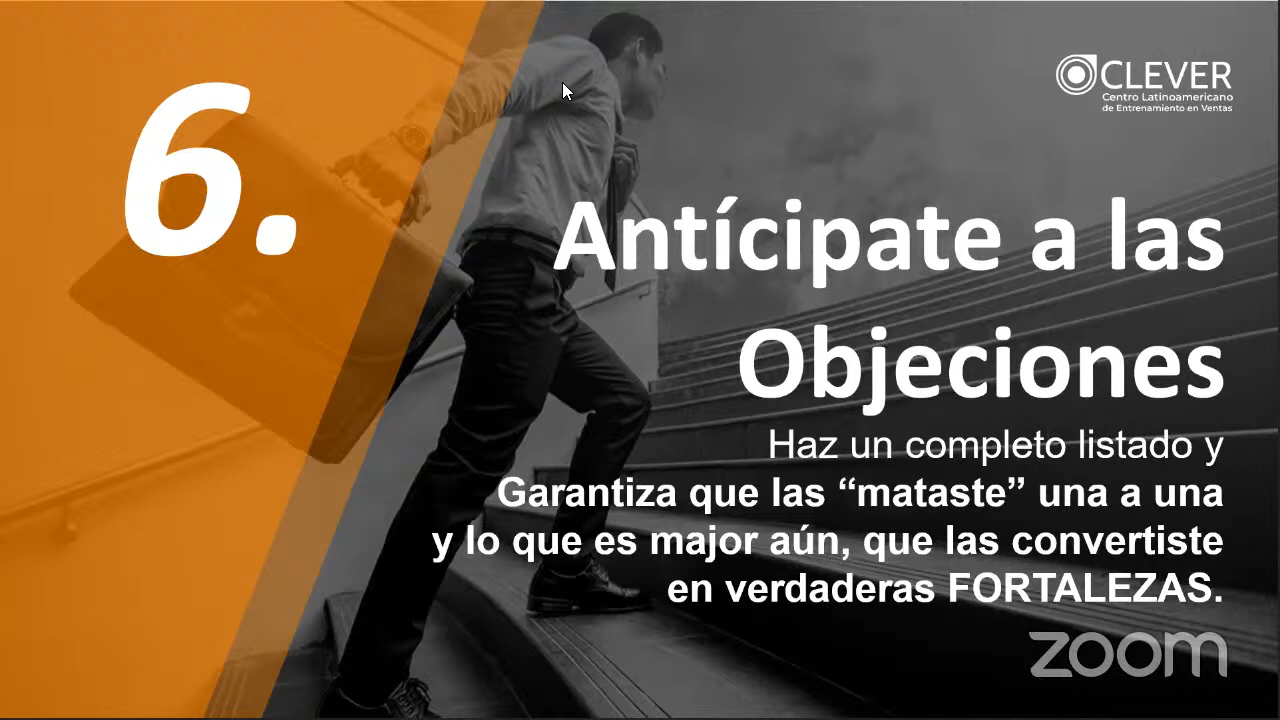 6.
CLEVER
Centro Latinoamericano
de Entrenamiento en Ventas
Antícipate a las
Objeciones
Haz un completo listado y
Garantiza que las “mataste” una a una
y lo que es major aún, que las convertiste
en verdaderas FORTALEZAS.
zoom